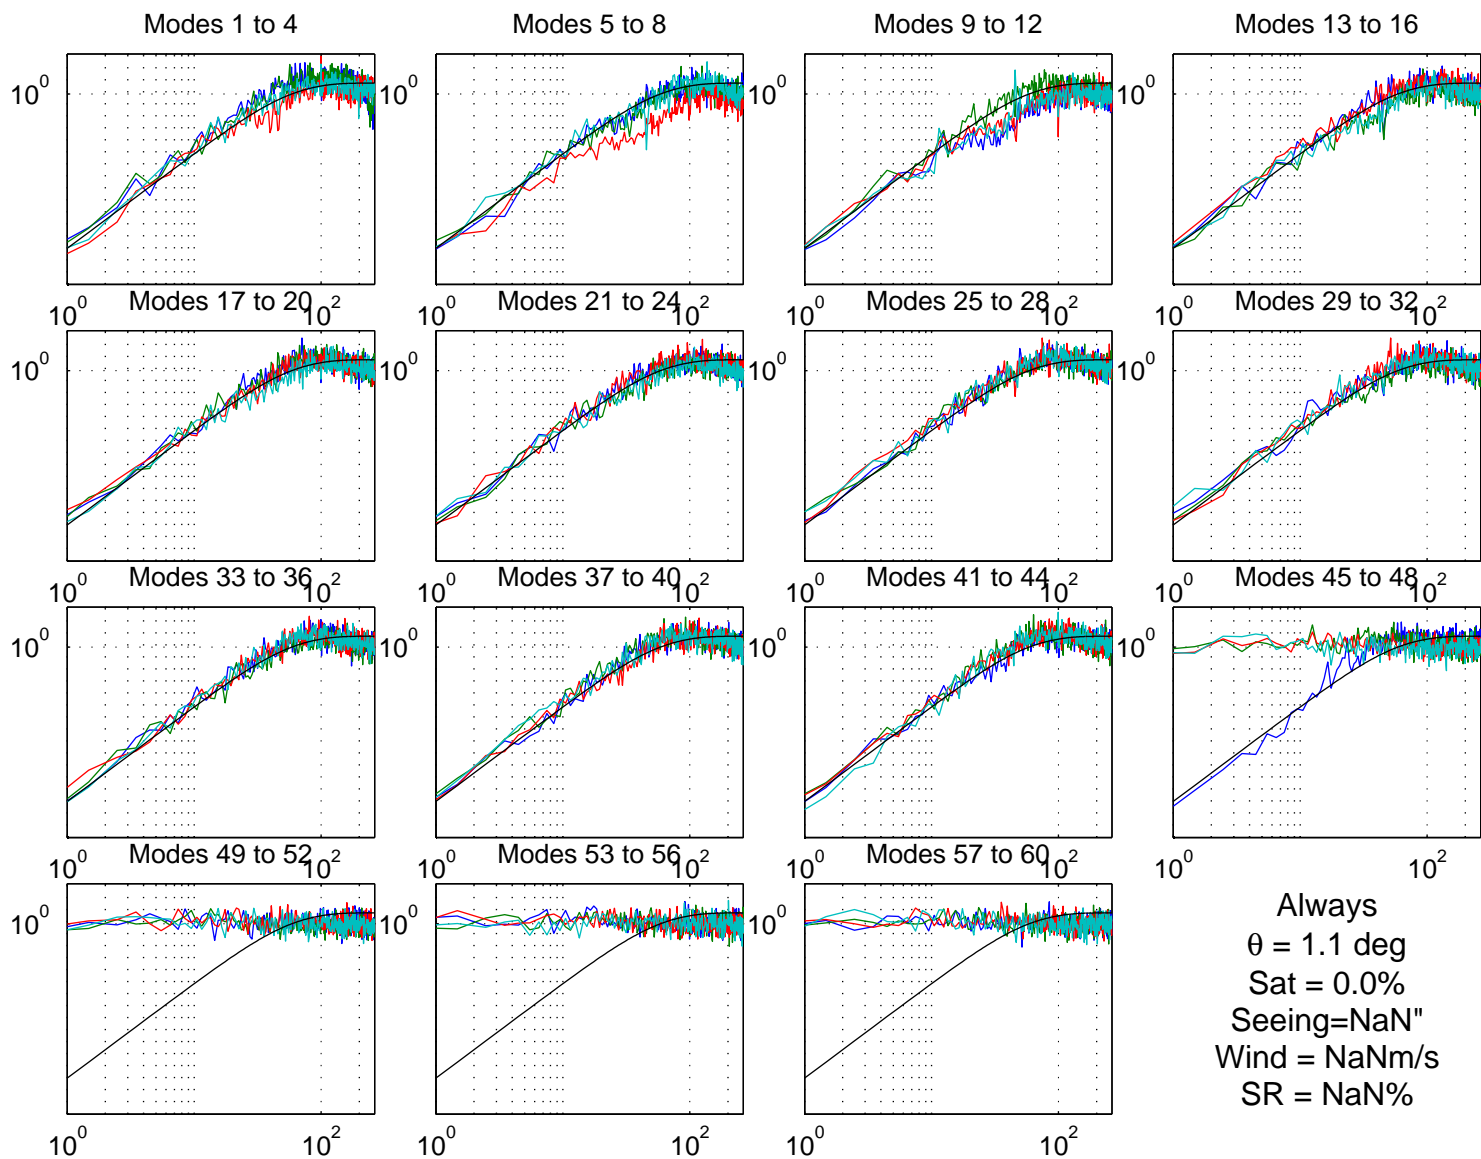 Modes 1 to 4
Modes 5 to 8
Modes 9 to 12
Modes 13 to 16
10^0
10^0
10^0
10^0
10^0
10^2
10^0
10^2
10^0
10^2
10^0
10^2
Modes 17 to 20
Modes 21 to 24
Modes 25 to 28
Modes 29 to 32
10^0
10^0
10^0
10^0
10^0
10^2
10^0
10^2
10^0
10^2
10^0
10^2
Modes 33 to 36
Modes 37 to 40
Modes 41 to 44
Modes 45 to 48
10^0
10^0
10^0
10^0
10^0
10^2
10^0
10^2
10^0
10^2
10^0
10^2
Modes 49 to 52
Modes 53 to 56
Modes 57 to 60
10^0
10^0
10^0
10^0
10^2
10^0
10^2
10^0
10^2
Always
θ = 1.1 deg
Sat = 0.0%
Seeing=NaN"
Wind = NaNm/s
SR = NaN%